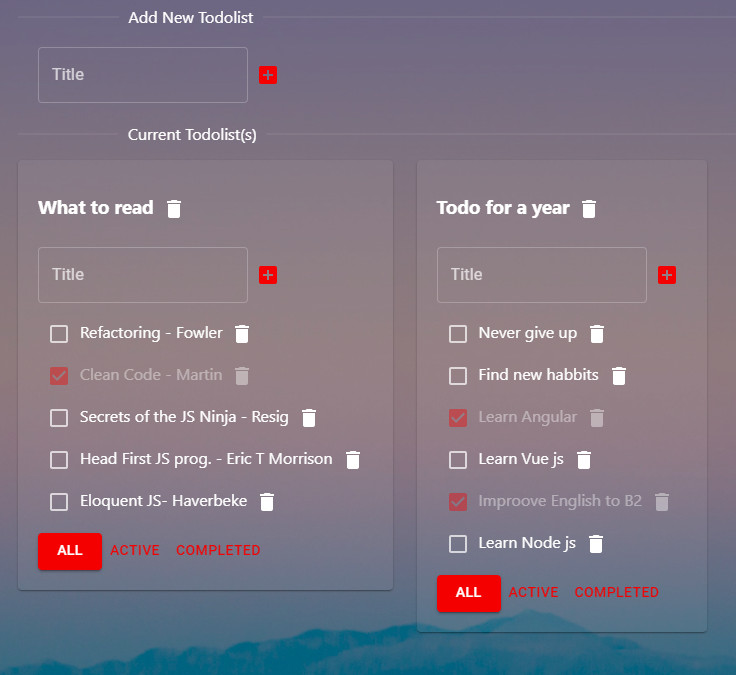 Add New Todolist
Title
Current Todolist(s)
What to read
Title
Refactoring - Fowler
Clean Code - Martin
Secrets of the JS Ninja - Resig
Head First JS prog. - Eric T Morrison
Eloquent JS- Haverbeke
ALL ACTIVE COMPLETED
Todo for a year
Title
Never give up
Find new habbits
Learn Angular
Learn Vue js
Improove English to B2
Learn Node js
ALL ACTIVE COMPLETED